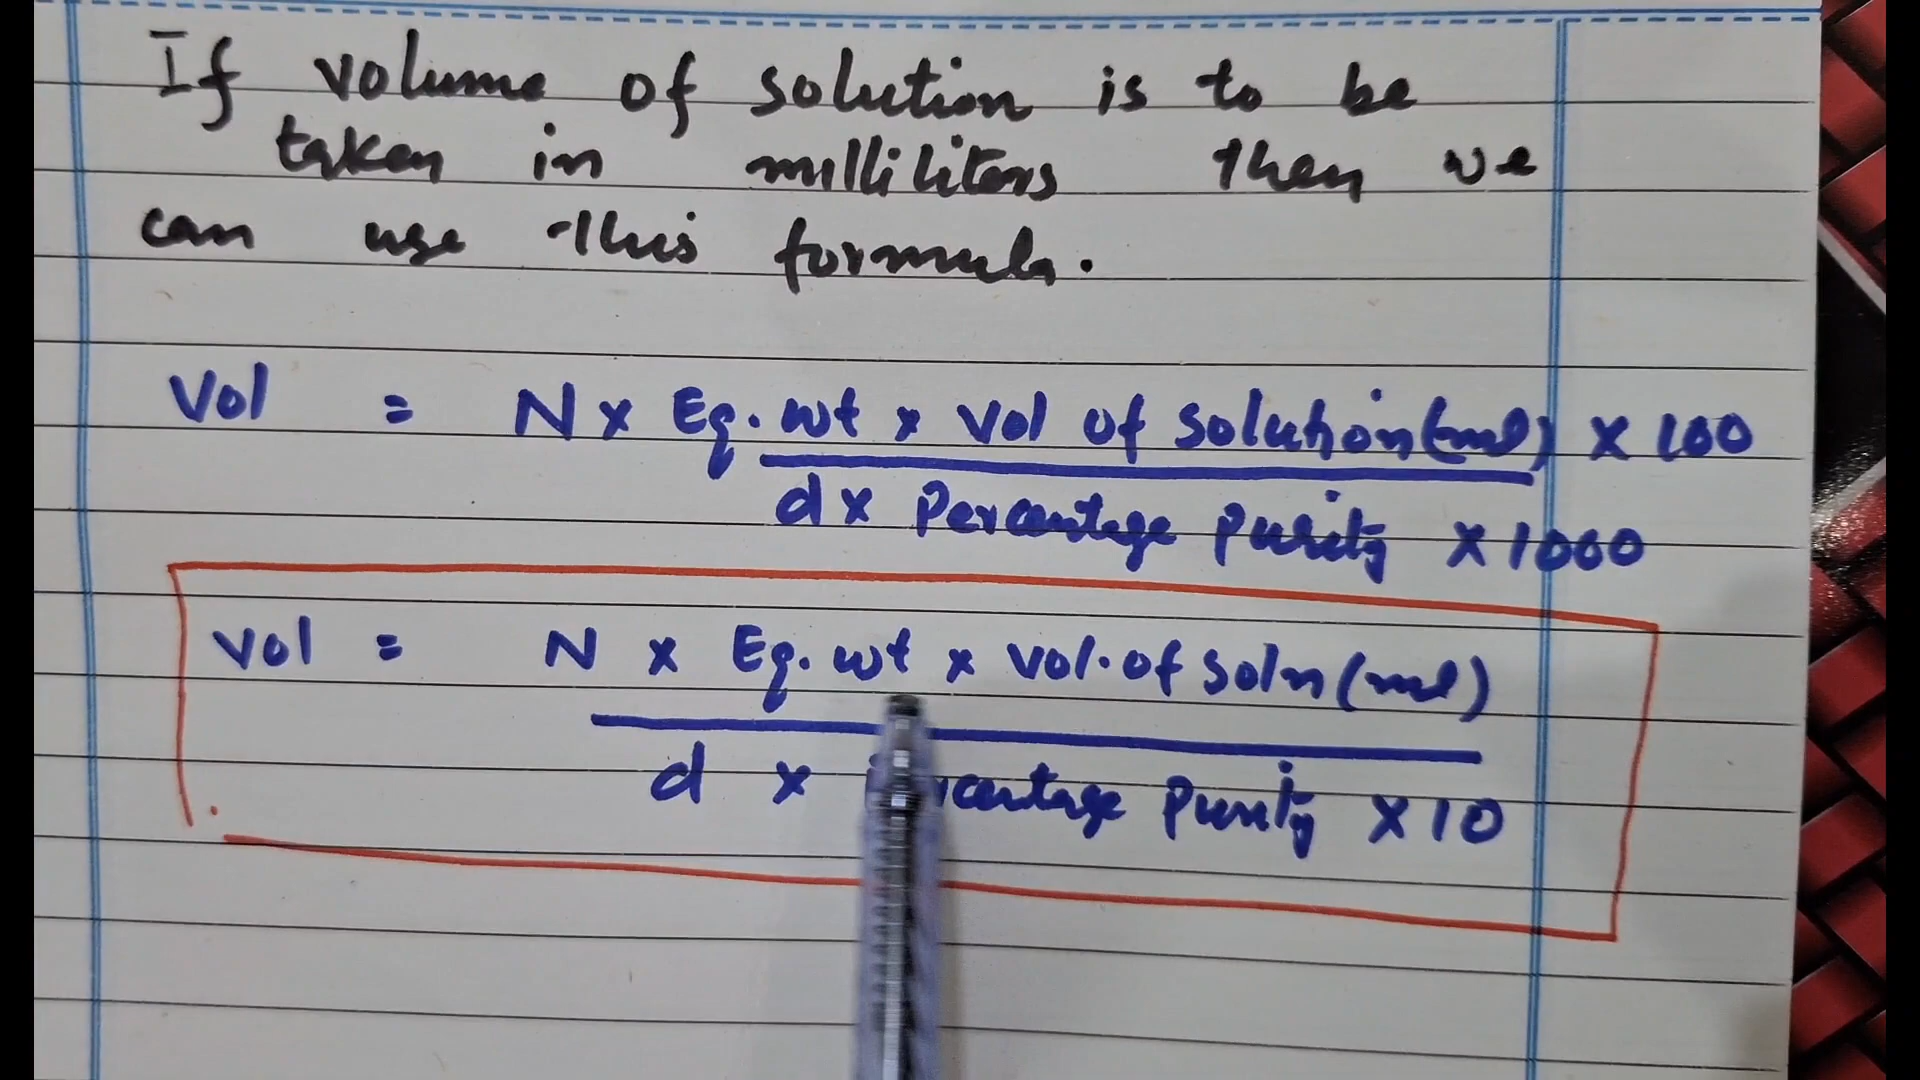 If volume of solution is to be
taken in milliliters then we
can use this formula.
Vol = N x Eq. wt x Vol of Solution (ml) x 100
d x Percentage Purity x 1000
Vol = N x Eq. wt x Vol. of Soln (ml)
d x Purity x 10